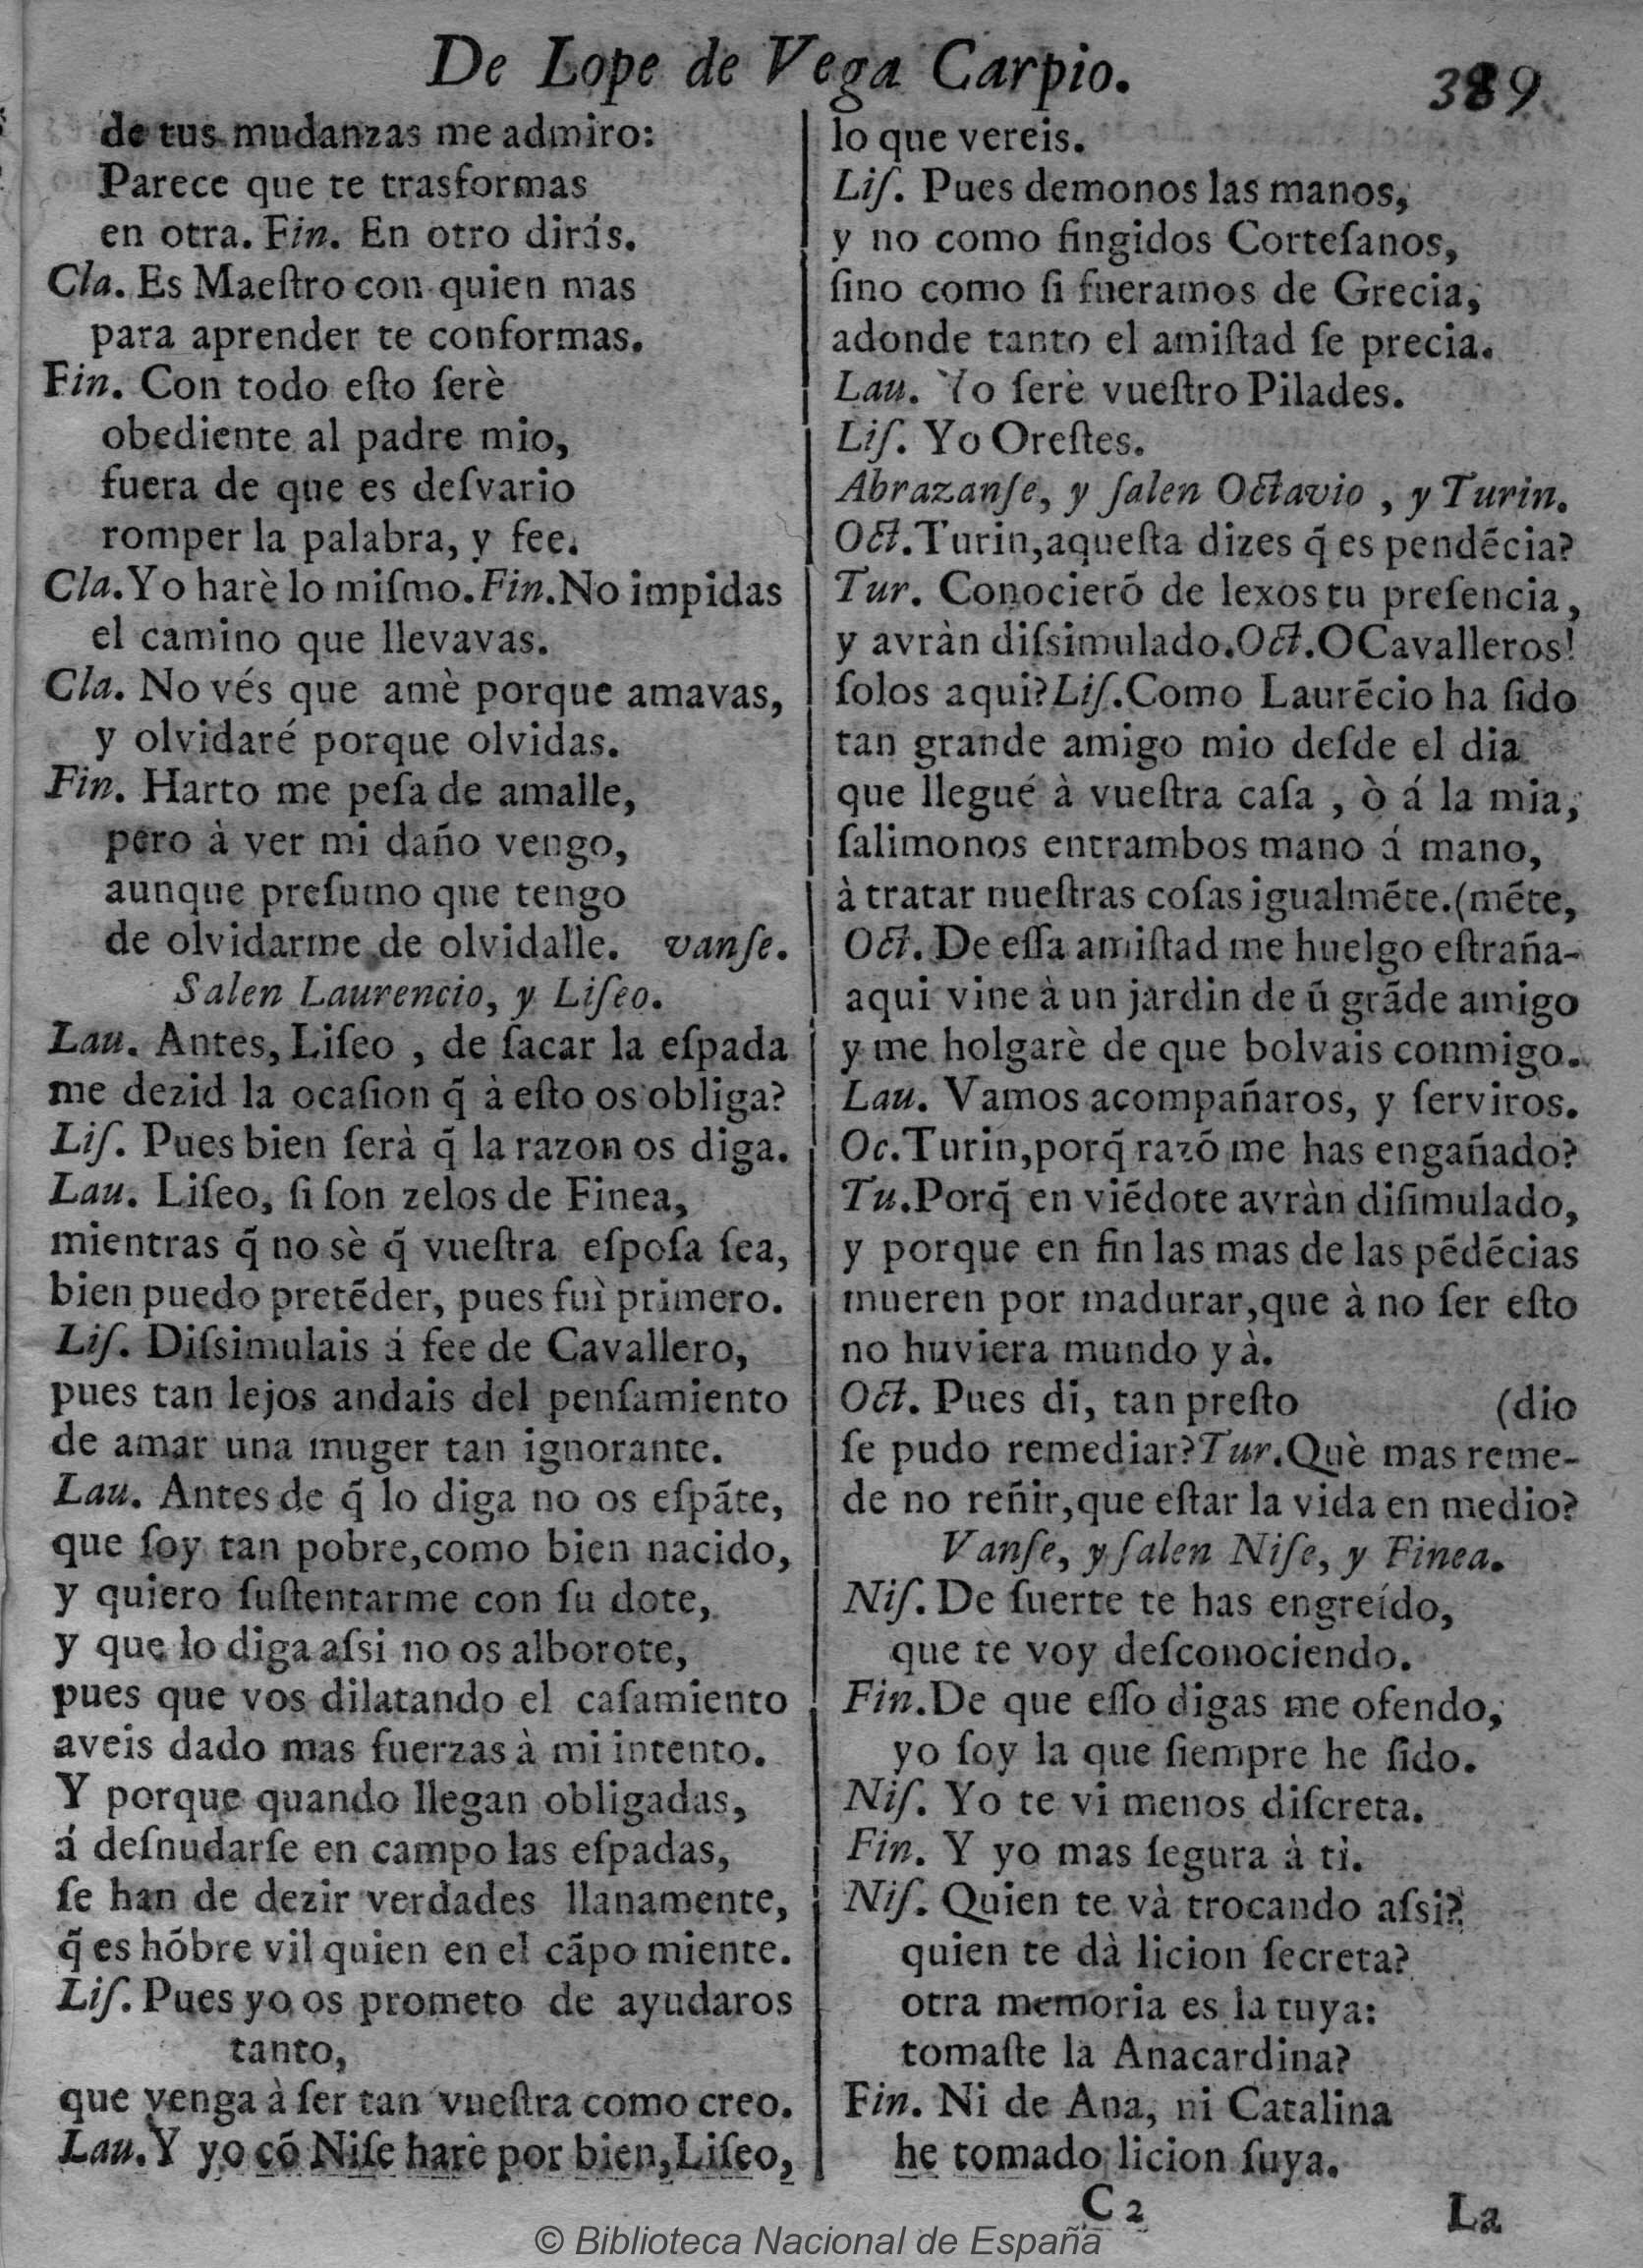 De Lope de Vega Carpio.
389
de tus mudanzas me admiro:
Parece que te trasformas
en otra. Fin. En otro dirás.
Cla. Es Maeſtro con quien mas
para aprender te conformas.
Fin. Con todo eſto ſerè
obediente al padre mio,
fuera de que es deſvario
romper la palabra, y fee.
Cla. Yo harè lo miſmo. Fin. No impidas
el camino que llevavas.
Cla. No vés que amè porque amavas,
y olvidaré porque olvidas.
Fin. Harto me peſa de amalle,
pero à ver mi daño vengo,
aunque preſumo que tengo
de olvidarme de olvidalle. vanſe.
Salen Laurencio, y Liſeo.
Lau. Antes, Liſeo, de ſacar la eſpada
me dezid la ocaſion q̃ à eſto os obliga?
Liſ. Pues bien ſerà q̃ la razon os diga.
Lau. Liſeo, ſi ſon zelos de Finea,
mientras q̃ no sè q̃ vueſtra eſpoſa ſea,
bien puedo pretẽder, pues fuì primero.
Liſ. Diſsimulais á fee de Cavallero,
pues tan lejos andais del penſamiento
de amar una muger tan ignorante.
Lau. Antes de q̃ lo diga no os eſpãte,
que ſoy tan pobre, como bien nacido,
y quiero ſuſtentarme con ſu dote,
y que lo diga aſsi no os alborote,
pues que vos dilatando el caſamiento
aveis dado mas fuerzas à mi intento.
Y porque quando llegan obligadas,
á deſnudarſe en campo las eſpadas,
ſe han de dezir verdades llanamente,
q̃ es hõbre vil quien en el cãpo miente.
Liſ. Pues yo os prometo de ayudaros
tanto,
que venga à ſer tan vueſtra como creo.
Lau. Y yo cõ Niſe harè por bien, Liſeo,
lo que vereis.
Liſ. Pues demonos las manos,
y no como fingidos Corteſanos,
ſino como ſi fueramos de Grecia,
adonde tanto el amiſtad ſe precia.
Lau. Yo ſerè vueſtro Pilades.
Liſ. Yo Oreſtes.
Abrazanſe, y ſalen Octavio, y Turin.
Oct. Turin, aqueſta dizes q̃ es pendẽcia?
Tur. Conocierõ de lexos tu preſencia,
y avràn diſsimulado. Oct. O Cavalleros!
ſolos aqui? Liſ. Como Laurẽcio ha ſido
tan grande amigo mio deſde el dia
que llegué à vueſtra caſa, ò á la mia,
ſalimonos entrambos mano á mano,
à tratar nueſtras coſas igualmẽte. (mẽte,
Oct. De eſſa amiſtad me huelgo eſtraña-
aqui vine à un jardin de ũ grãde amigo
y me holgarè de que bolvais conmigo.
Lau. Vamos acompañaros, y ſerviros.
Oc. Turin, porq̃ razõ me has engañado?
Tu. Porq̃ en viẽdote avràn diſimulado,
y porque en fin las mas de las pẽdẽcias
mueren por madurar, que à no ſer eſto
no huviera mundo yà.
Oct. Pues di, tan preſto (dio
ſe pudo remediar? Tur. Què mas reme-
de no reñir, que eſtar la vida en medio?
Vanſe, y ſalen Niſe, y Finea.
Niſ. De ſuerte te has engreído,
que te voy deſconociendo.
Fin. De que eſſo digas me ofendo,
yo ſoy la que ſiempre he ſido.
Niſ. Yo te vi menos diſcreta.
Fin. Y yo mas ſegura à tì.
Niſ. Quien te và trocando aſsi?
quien te dà licion ſecreta?
otra memoria es la tuya:
tomaſte la Anacardina?
Fin. Ni de Ana, ni Catalina
he tomado licion ſuya.
C 2
La
© Biblioteca Nacional de España